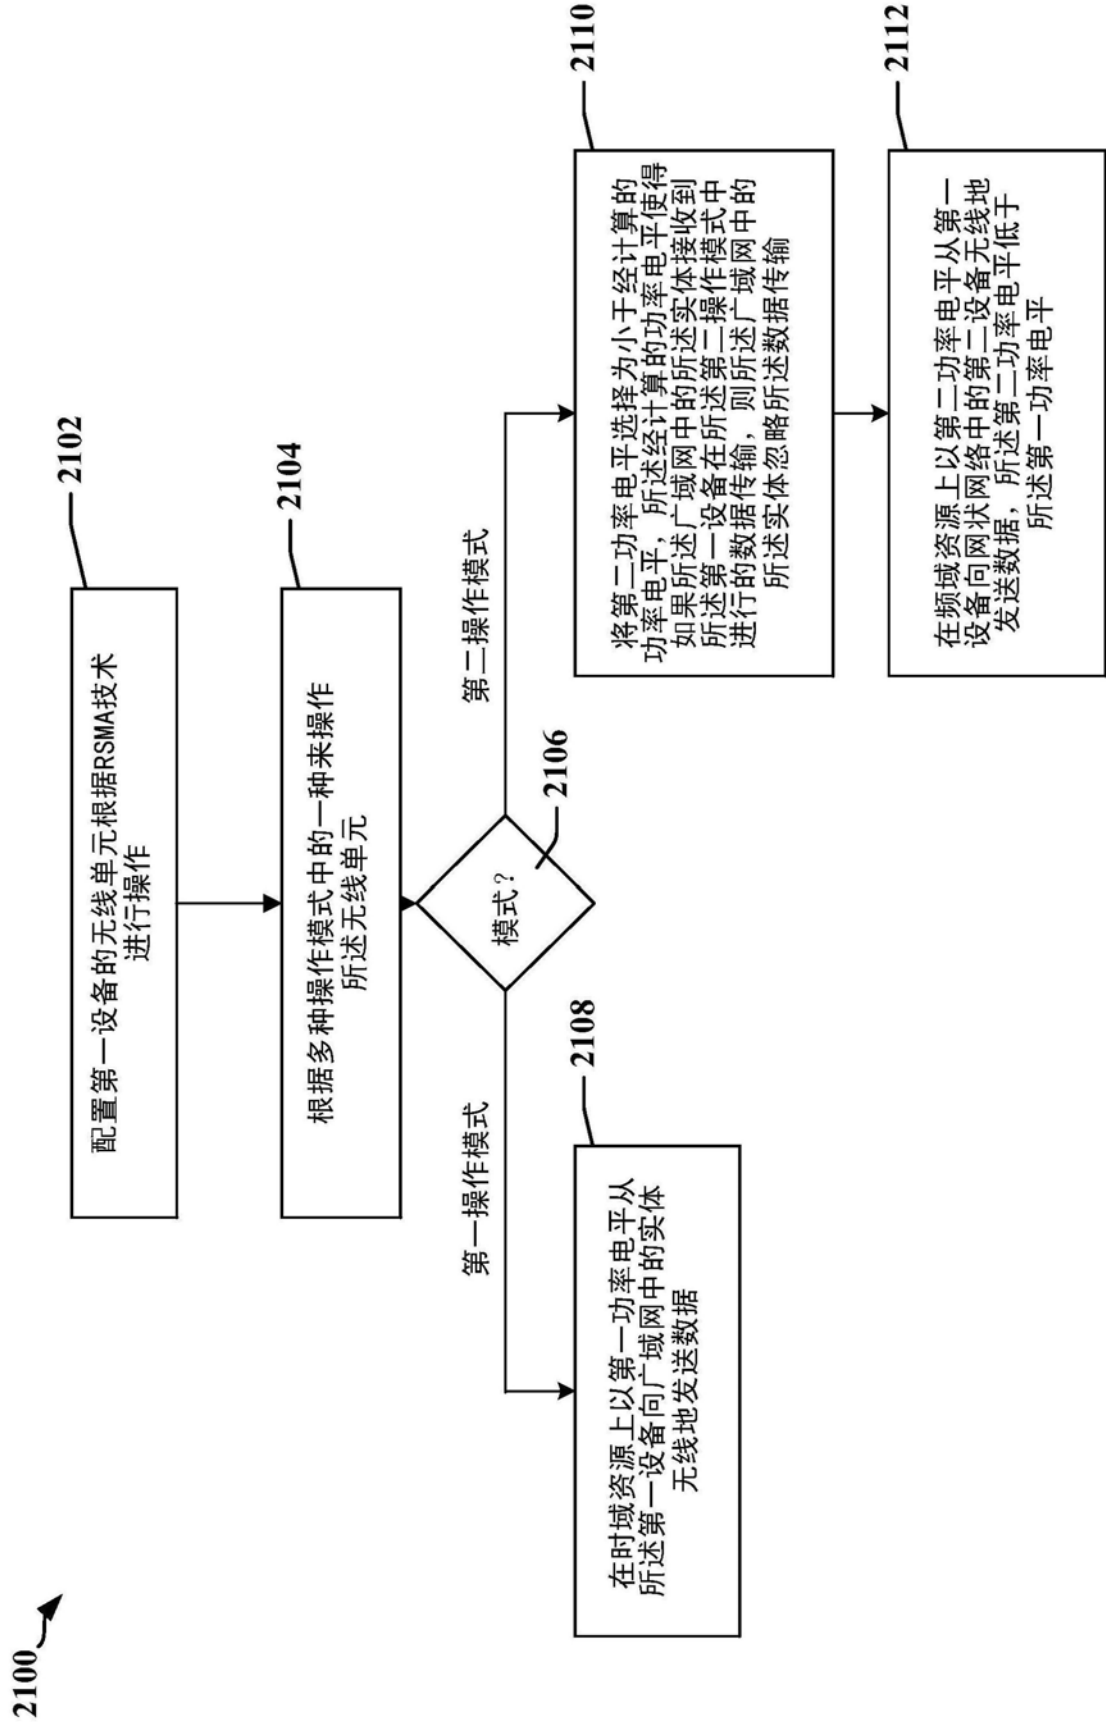 2100
2102
配置第一设备的无线单元根据RSMA技术
进行操作
2104
根据多种操作模式中的一种来操作
所述无线单元
2106
模式？
第一操作模式
第二操作模式
2108
在时域资源上以第一功率电平从
所述第一设备向广域网中的实体
无线地发送数据
2110
将第二功率电平选择为小于经计算的
功率电平，所述经计算的功率电平使得
如果所述广域网中的所述实体接收到
所述第一设备在所述第二操作模式中
进行的数据传输，则所述广域网中的
所述实体忽略所述数据传输
2112
在频域资源上以第二功率电平从第一
设备向网状网络中的第二设备无线地
发送数据，所述第二功率电平低于
所述第一功率电平